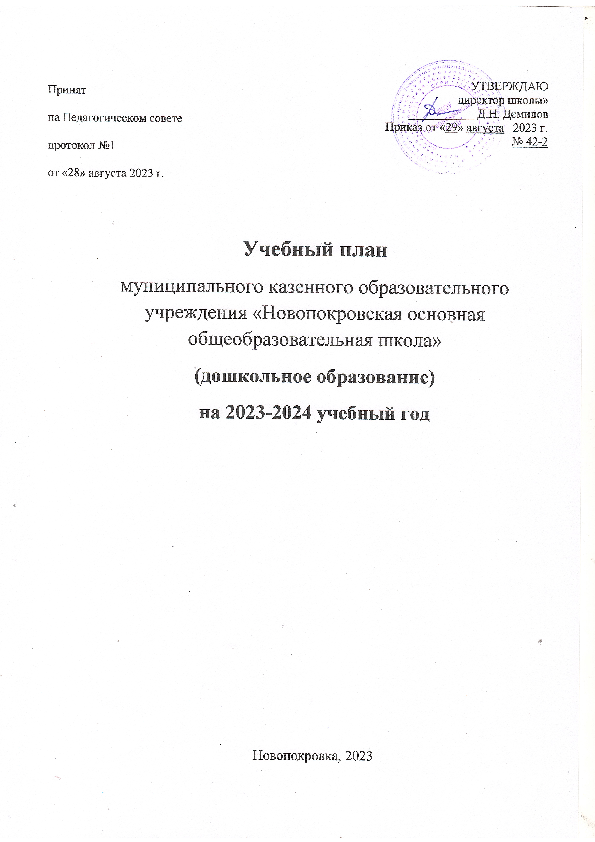 Принят
на Педагогическом совете
протокол №1
от «28» августа 2023 г.
УТВЕРЖДАЮ
директор школы»
Д.Н. Демидов
Приказ от «29» августа 2023 г.
№ 42-2
Учебный план
муниципального казенного образовательного
учреждения «Новопокровская основная
общеобразовательная школа»
(дошкольное образование)
на 2023-2024 учебный год
Новопокровка, 2023